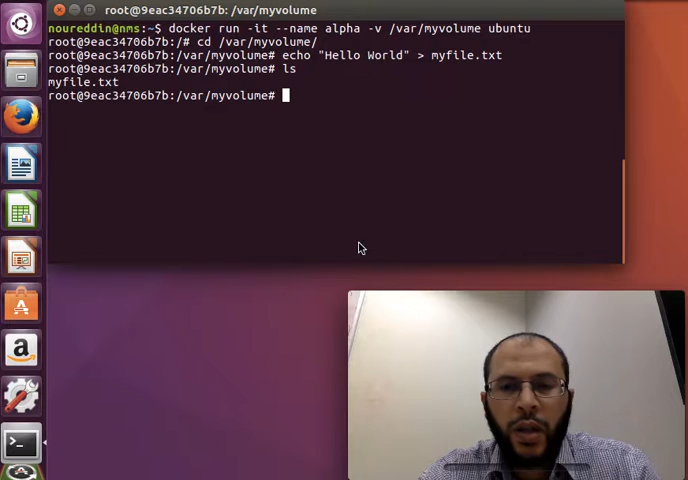 root@9eac34706b7b: /var/myvolume
noureddin@nms:~$ docker run -it --name alpha -v /var/myvolume ubuntu
root@9eac34706b7b:/# cd /var/myvolume/
root@9eac34706b7b:/var/myvolume# echo "Hello World" > myfile.txt
root@9eac34706b7b:/var/myvolume# ls
myfile.txt
root@9eac34706b7b:/var/myvolume#
a
>_